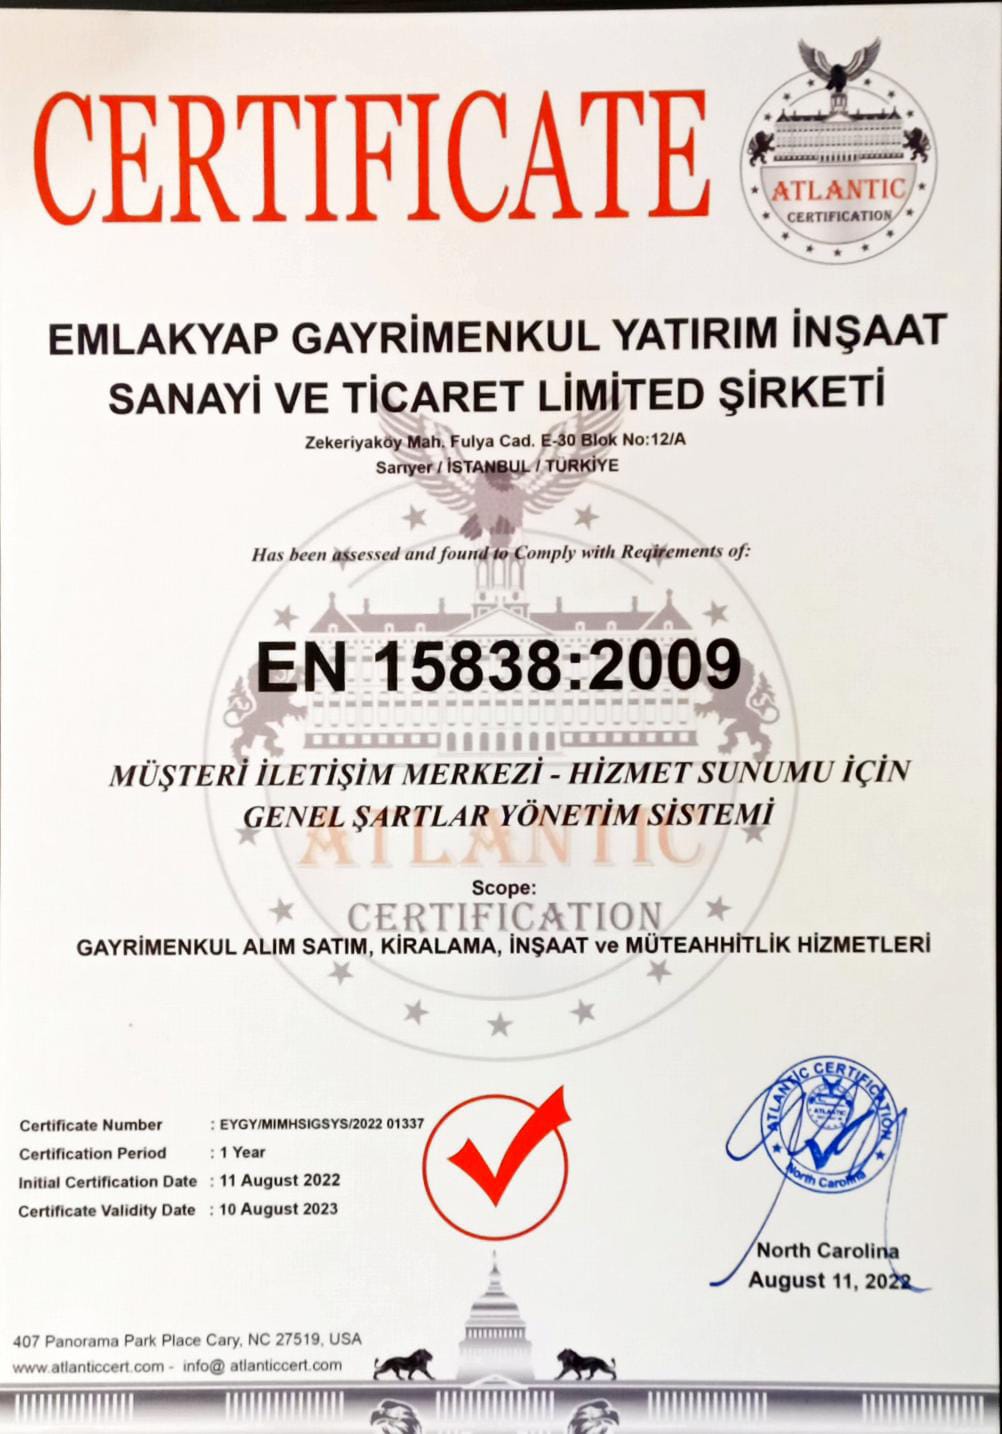 CERTIFICATE
ATLANTIC
CERTIFICATION
EMLAKYAP GAYRİMENKUL YATIRIM İNŞAAT
SANAYİ VE TİCARET LİMİTED ŞİRKETİ
Zekeriyaköy Mah. Fulya Cad. E-30 Blok No:12/A
Sarıyer / İSTANBUL / TÜRKİYE
Has been assessed and found to Comply with Reqirements of:
EN 15838:2009
MÜŞTERİ İLETİŞİM MERKEZİ - HİZMET SUNUMU İÇİN
GENEL ŞARTLAR YÖNETİM SİSTEMİ
ATLANTIC
Scope:
CERTIFICATION
GAYRİMENKUL ALIM SATIM, KİRALAMA, İNŞAAT ve MÜTEAHHİTLİK HİZMETLERİ
Certificate Number : EYGY/MIMHSIGSYS/2022 01337
Certification Period : 1 Year
Initial Certification Date : 11 August 2022
Certificate Validity Date : 10 August 2023
ATLANTIC CERTIFICATION
ATLANTIC
North Carolina
North Carolina
August 11, 2022
407 Panorama Park Place Cary, NC 27519, USA
www.atlanticcert.com - info@ atlanticcert.com